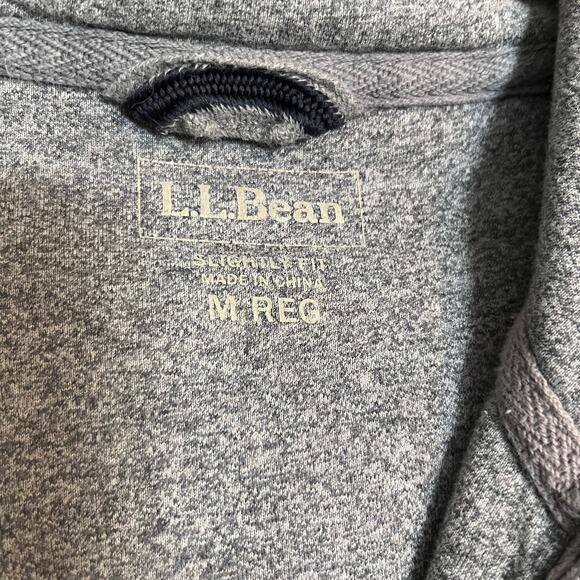 L.L.Bean
SLIGHTLY FIT
MADE IN CHINA
M REG